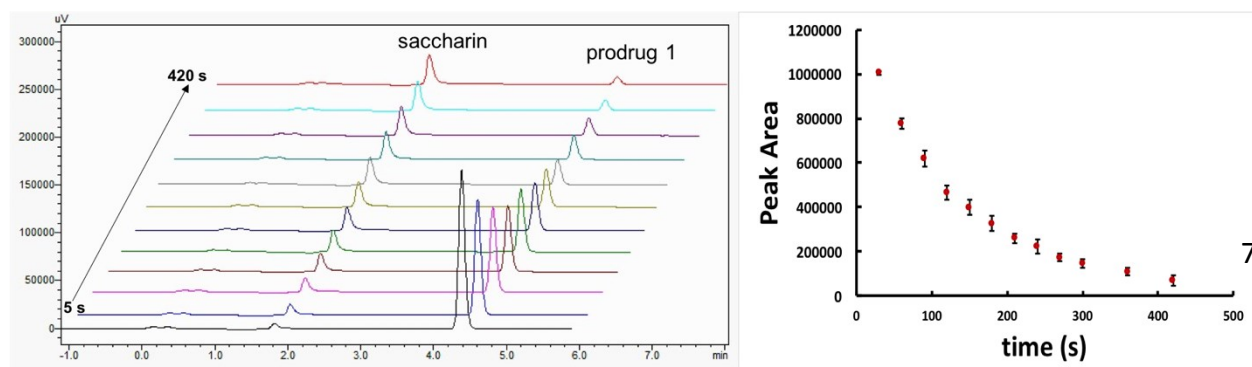 uV
300000
250000
200000
150000
100000
50000
0
-1.0 0.0 1.0 2.0 3.0 4.0 5.0 6.0 7.0 min
saccharin
prodrug 1
420 s
5 s
Peak Area
1200000
1000000
800000
600000
400000
200000
0
0 100 200 300 400 500
time (s)
7